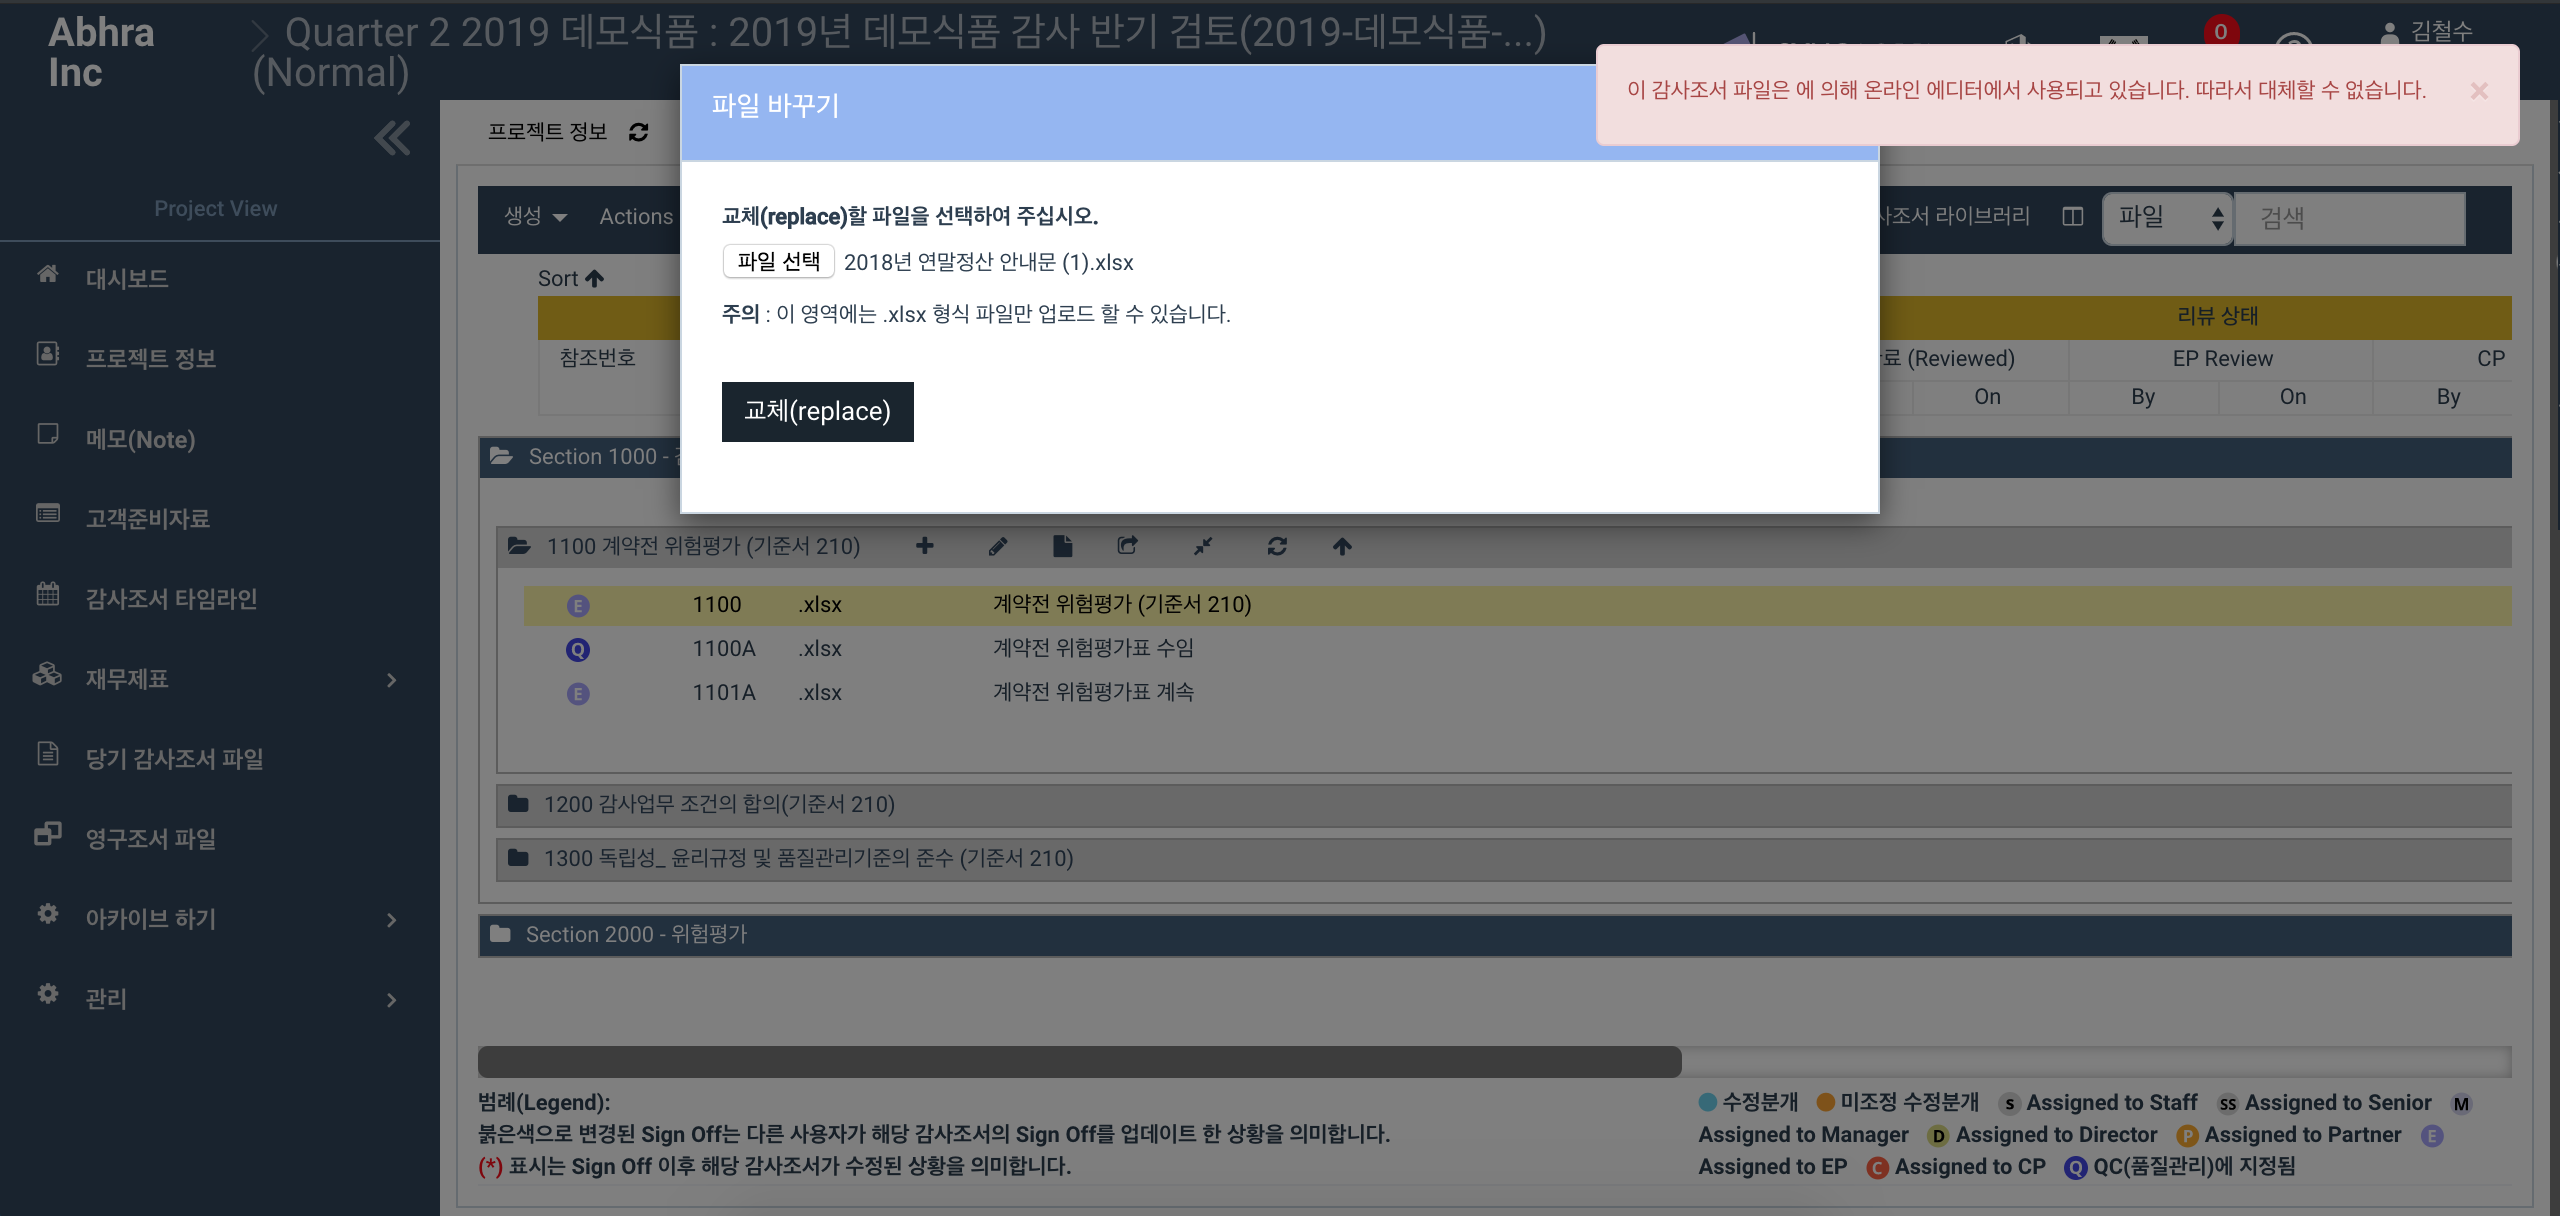 Abhra
Inc
Quarter 2 2019 데모식품 : 2019년 데모식품 감사 반기 검토(2019-데모식품-...)
(Normal)
0
김철수
이 감사조서 파일은 에 의해 온라인 에디터에서 사용되고 있습니다. 따라서 대체할 수 없습니다. ×
파일 바꾸기
교체(replace)할 파일을 선택하여 주십시오.
파일 선택 2018년 연말정산 안내문 (1).xlsx
주의 : 이 영역에는 .xlsx 형식 파일만 업로드 할 수 있습니다.
교체(replace)
Project View
대시보드
프로젝트 정보
메모(Note)
고객준비자료
감사조서 타임라인
재무제표
당기 감사조서 파일
영구조서 파일
아카이브 하기
관리
프로젝트 정보
생성 Actions
조서 라이브러리 파일 검색
Sort
리뷰 상태
참조번호
료 (Reviewed) EP Review CP
On By On By
Section 1000 -
1100 계약전 위험평가 (기준서 210)
E 1100 .xlsx 계약전 위험평가 (기준서 210)
Q 1100A .xlsx 계약전 위험평가표 수임
E 1101A .xlsx 계약전 위험평가표 계속
1200 감사업무 조건의 합의(기준서 210)
1300 독립성_ 윤리규정 및 품질관리기준의 준수 (기준서 210)
Section 2000 - 위험평가
범례(Legend):
붉은색으로 변경된 Sign Off는 다른 사용자가 해당 감사조서의 Sign Off를 업데이트 한 상황을 의미합니다.
(*) 표시는 Sign Off 이후 해당 감사조서가 수정된 상황을 의미합니다.
수정분개 미조정 수정분개 S Assigned to Staff SS Assigned to Senior M
Assigned to Manager D Assigned to Director P Assigned to Partner E
Assigned to EP C Assigned to CP Q QC(품질관리)에 지정됨